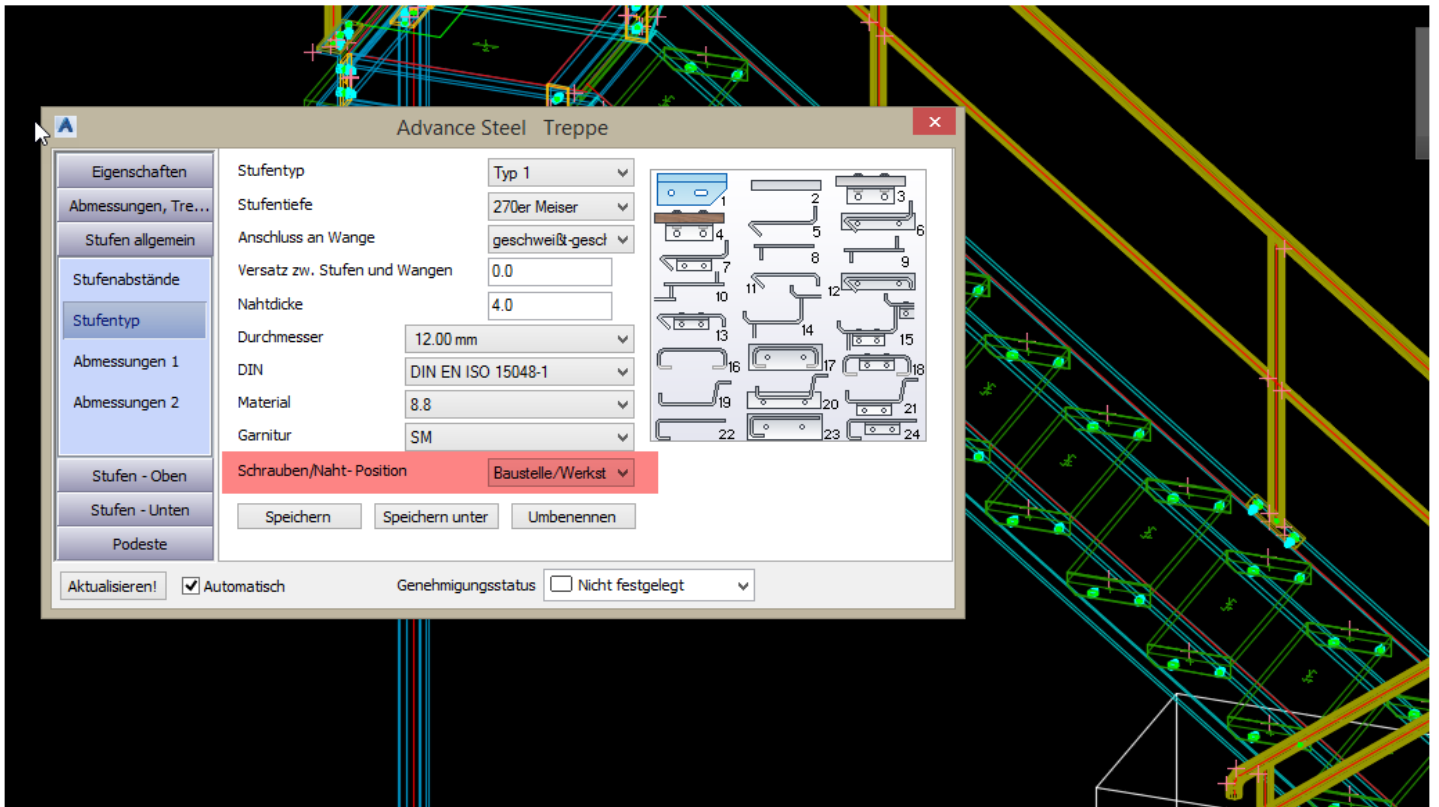 Advance Steel Treppe
Eigenschaften
Abmessungen, Tre...
Stufen allgemein
Stufenabstände
Stufentyp
Abmessungen 1
Abmessungen 2
Stufen - Oben
Stufen - Unten
Podeste
Stufentyp Typ 1
Stufentiefe 270er Meiser
Anschluss an Wange geschweißt-gesch
Versatz zw. Stufen und Wangen 0.0
Nahtdicke 4.0
Durchmesser 12.00 mm
DIN DIN EN ISO 15048-1
Material 8.8
Garnitur SM
Schrauben/Naht- Position Baustelle/Werkst
Speichern Speichern unter Umbenennen
1 2 3
4 5 6
7 8 9
10 11 12
13 14 15
16 17 18
19 20 21
22 23 24
Aktualisieren! Automatisch Genehmigungsstatus Nicht festgelegt